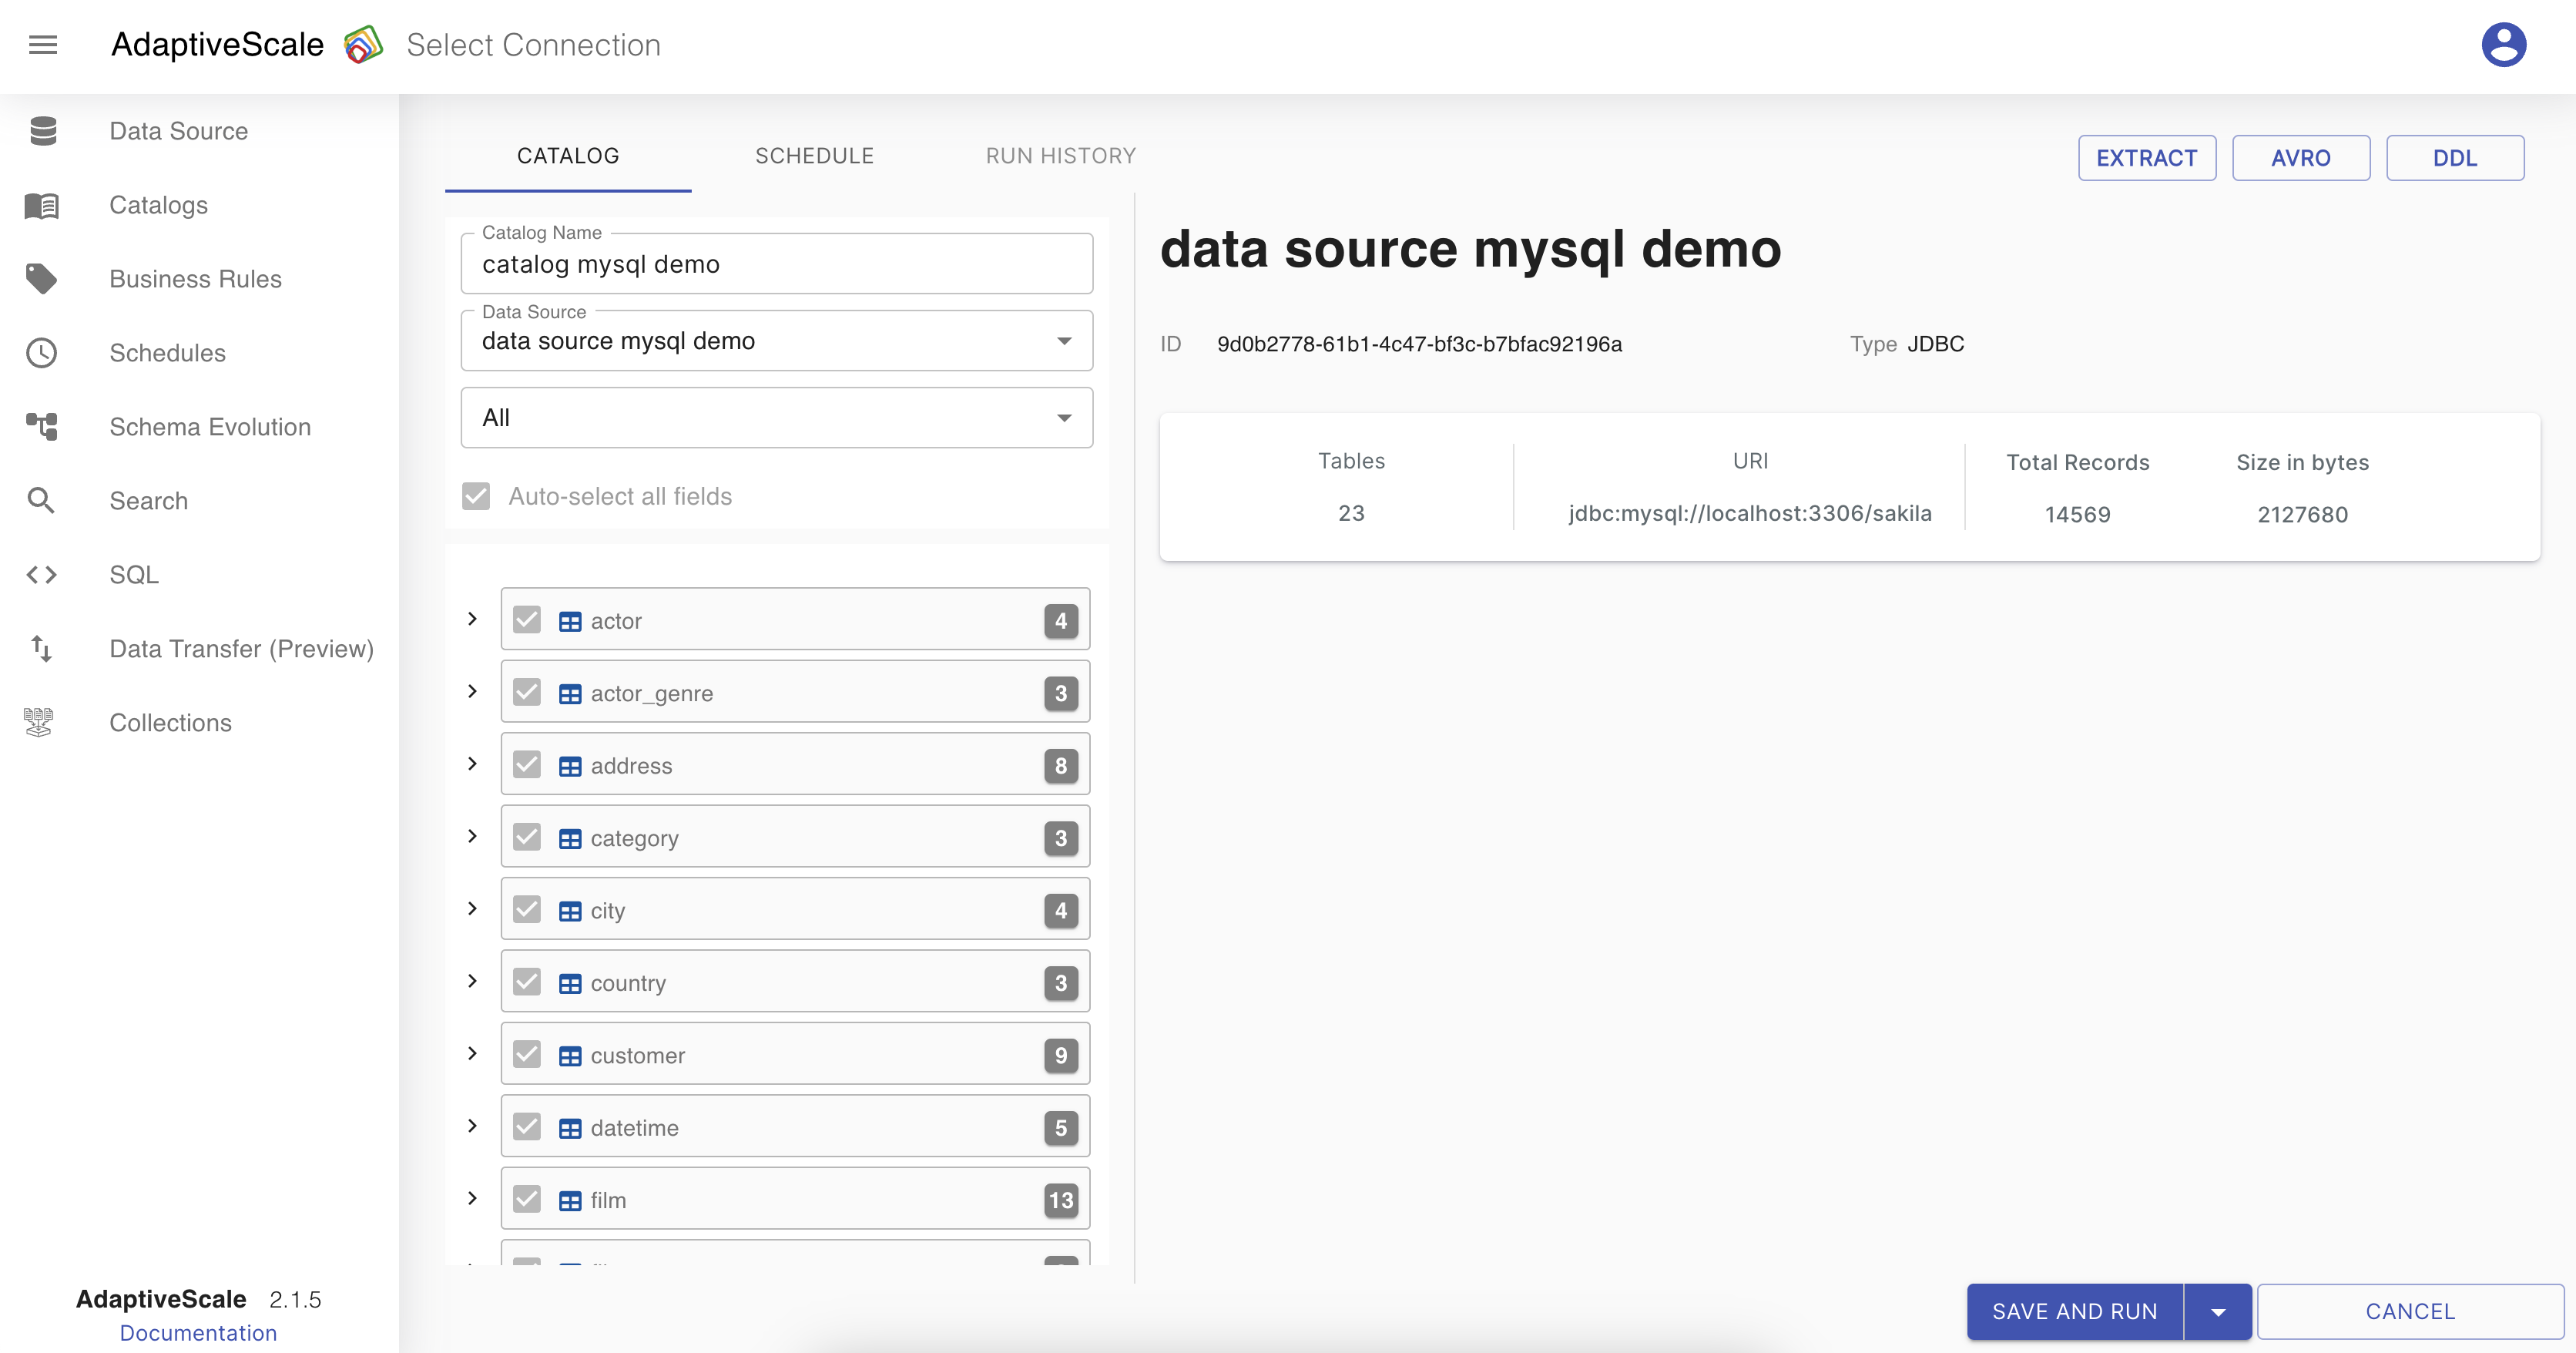 AdaptiveScale Select Connection
Data Source
Catalogs
Business Rules
Schedules
Schema Evolution
Search
SQL
Data Transfer (Preview)
Collections
AdaptiveScale 2.1.5
Documentation
CATALOG SCHEDULE RUN HISTORY
EXTRACT AVRO DDL
Catalog Name
catalog mysql demo
Data Source
data source mysql demo
All
Auto-select all fields
actor 4
actor_genre 3
address 8
category 3
city 4
country 3
customer 9
datetime 5
film 13
data source mysql demo
ID 9d0b2778-61b1-4c47-bf3c-b7bfac92196a Type JDBC
Tables URI Total Records Size in bytes
23 jdbc:mysql://localhost:3306/sakila 14569 2127680
SAVE AND RUN CANCEL